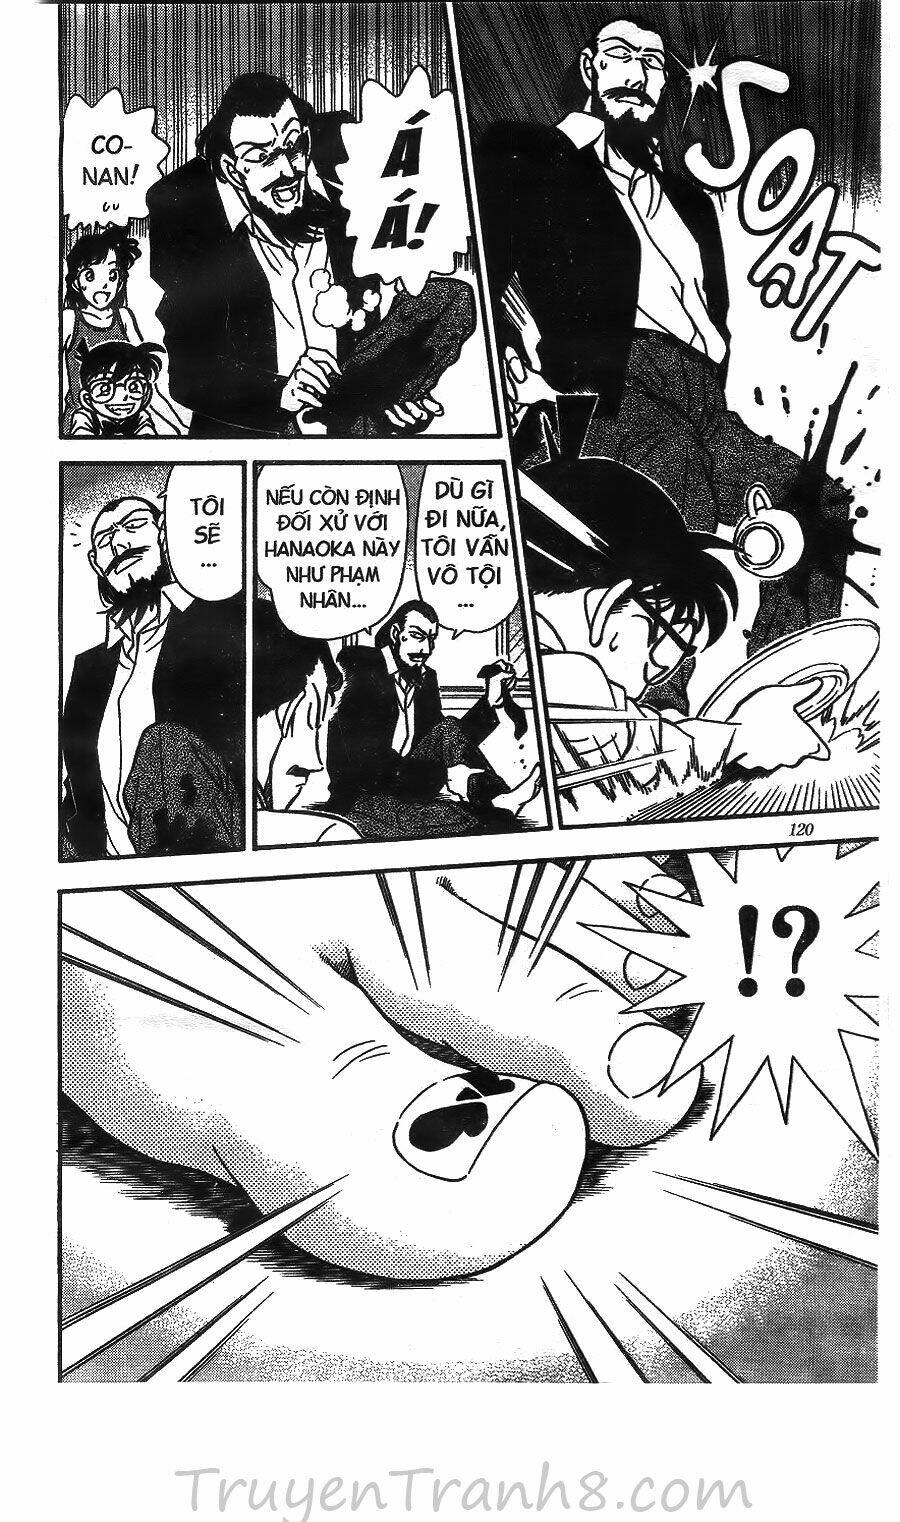 SOẠT!
Á
Á!
CO-
NAN!
DÙ GÌ
ĐI NỮA,
TÔI VẪN
VÔ TỘI
...
NẾU CÒN ĐỊNH
ĐỐI XỬ VỚI
HANAOKA NÀY
NHƯ PHẠM
NHÂN...
TÔI
SẼ
...
120
!?
TruyenTranh8.com